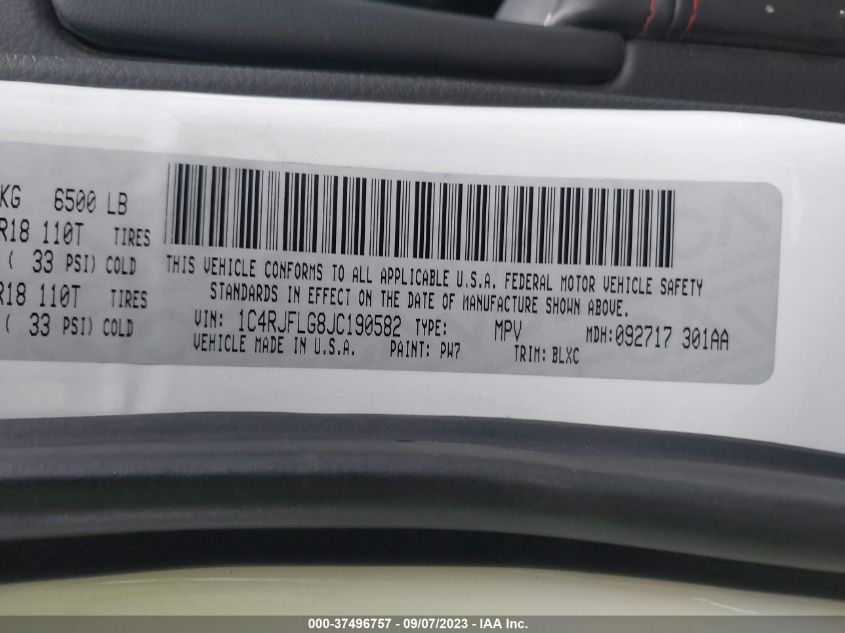 KG 6500 LB
R18 110T TIRES
( 33 PSI) COLD
R18 110T TIRES
( 33 PSI) COLD
THIS VEHICLE CONFORMS TO ALL APPLICABLE U.S.A. FEDERAL MOTOR VEHICLE SAFETY
STANDARDS IN EFFECT ON THE DATE OF MANUFACTURE SHOWN ABOVE.
VIN: 1C4RJFLG8JC190582 TYPE: MPV MDH:092717 301AA
VEHICLE MADE IN U.S.A. PAINT: PW7 TRIM: BLXC
000-37496757 - 09/07/2023 - IAA Inc.